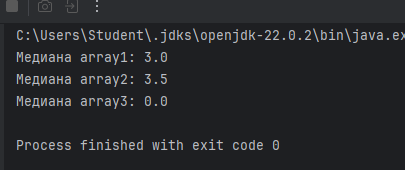 C:\Users\Student\.jdks\openjdk-22.0.2\bin\java.ex
Медиана array1: 3.0
Медиана array2: 3.5
Медиана array3: 0.0
Process finished with exit code 0